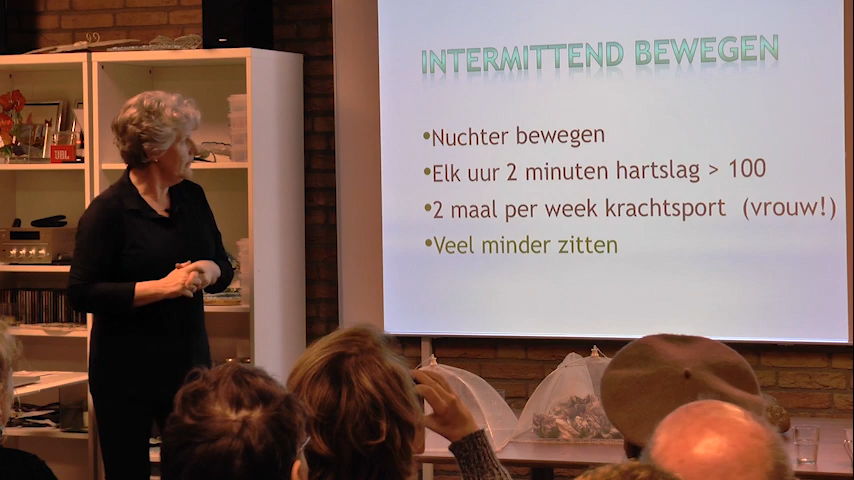 INTERMITTEND BEWEGEN
•Nuchter bewegen
•Elk uur 2 minuten hartslag > 100
•2 maal per week krachtsport (vrouw!)
•Veel minder zitten
JBL